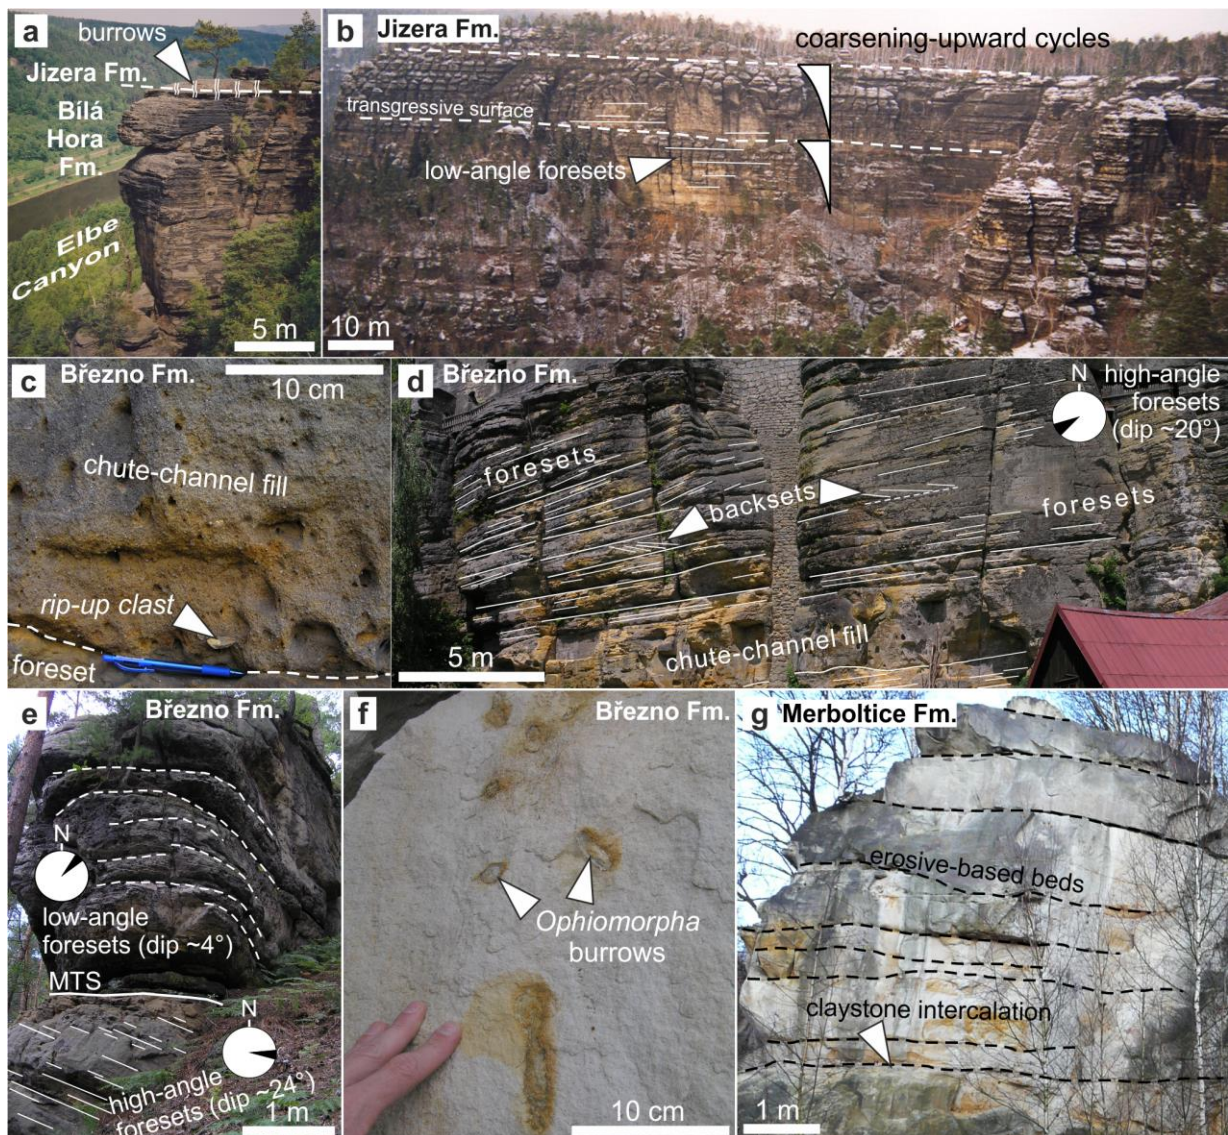 a
burrows
Jizera Fm.
Bílá
Hora
Fm.
Elbe
Canyon
5 m
b
Jizera Fm.
coarsening-upward cycles
transgressive surface
low-angle foresets
10 m
c
Březno Fm.
10 cm
chute-channel fill
rip-up clast
foreset
d
Březno Fm.
N
high-angle
foresets
(dip ~20°)
foresets
backsets
foresets
chute-channel fill
5 m
e
Březno Fm.
N
low-angle
foresets (dip ~4°)
MTS
N
high-angle
foresets (dip ~24°)
1 m
f
Březno Fm.
Ophiomorpha
burrows
10 cm
g
Merboltice Fm.
erosive-based beds
claystone intercalation
1 m